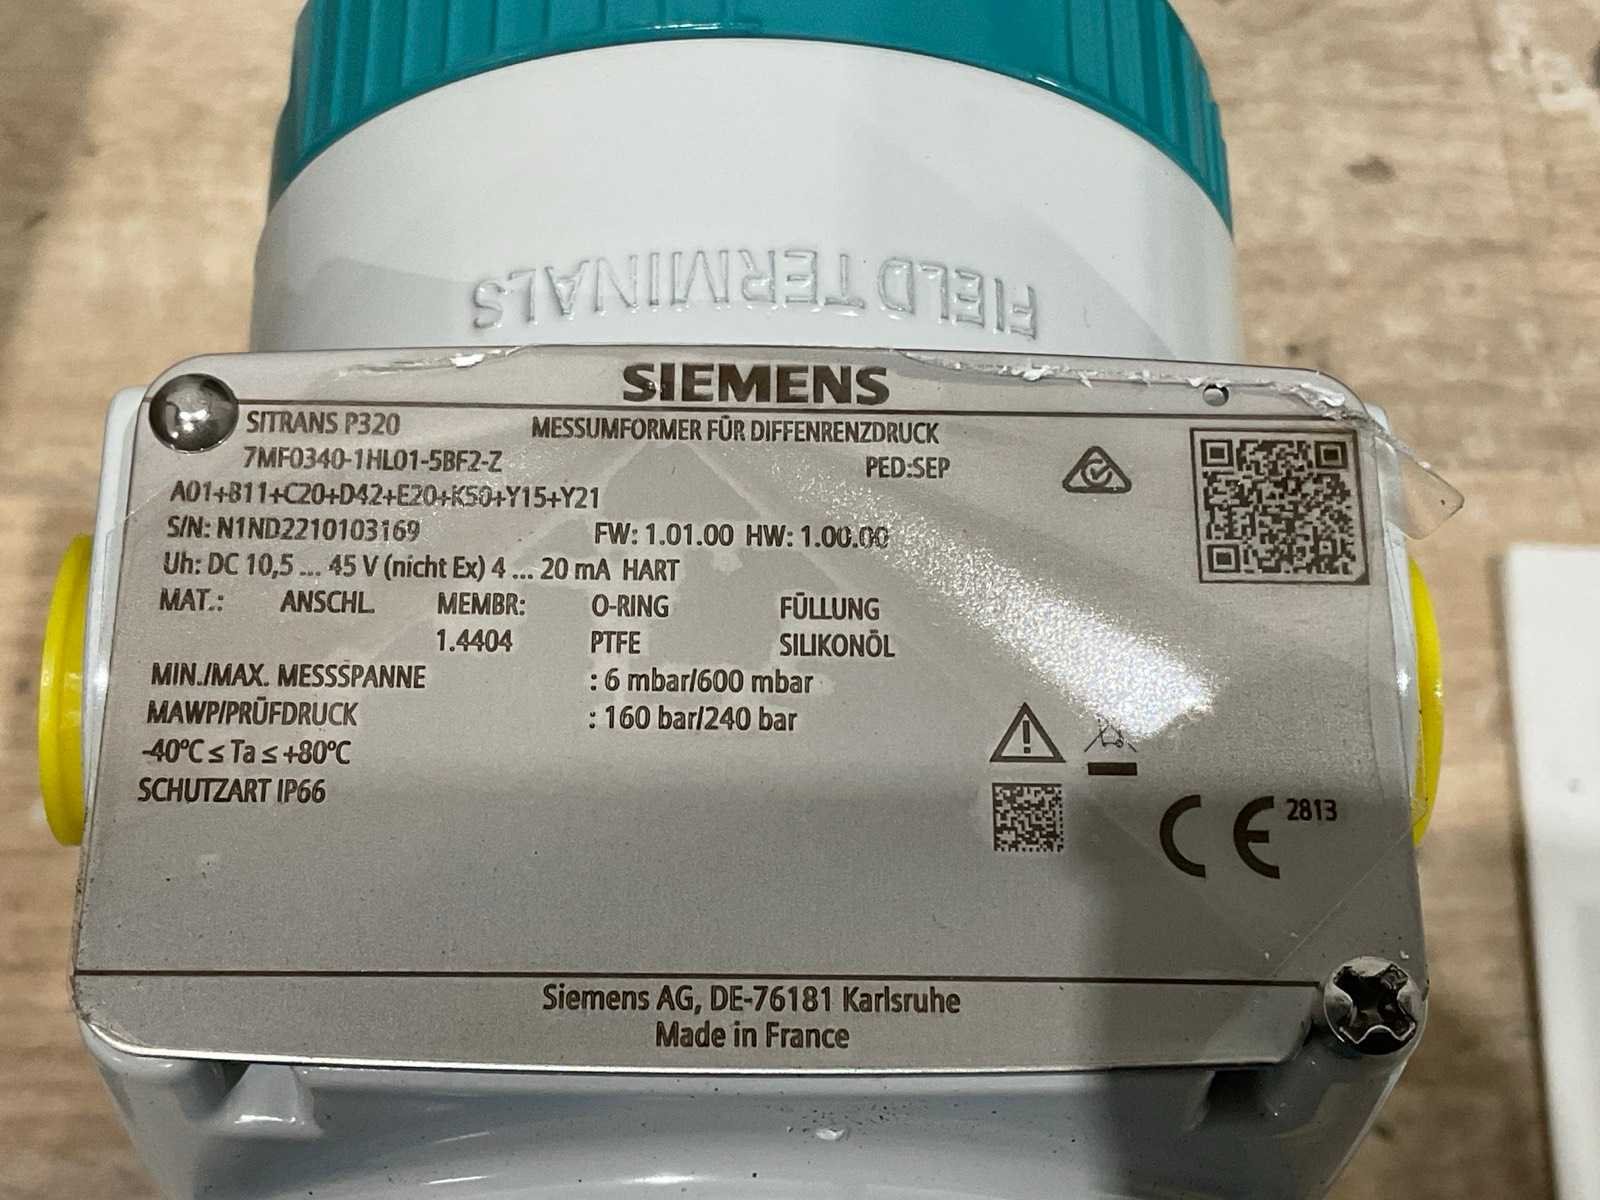 FIELD TERMINALS
SIEMENS
SITRANS P320 MESSUMFORMER FÜR DIFFENRENZDRUCK
7MF0340-1HL01-5BF2-Z PED:SEP
A01+B11+C20+D42+E20+K50+Y15+Y21
S/N: N1ND2210103169 FW: 1.01.00 HW: 1.00.00
Uh: DC 10,5 ... 45 V (nicht Ex) 4 ... 20 mA HART
MAT.: ANSCHL. MEMBR: O-RING FÜLLUNG
1.4404 PTFE SILIKONÖL
MIN./MAX. MESSSPANNE : 6 mbar/600 mbar
MAWP/PRÜFDRUCK : 160 bar/240 bar
-40°C ≤ Ta ≤ +80°C
SCHUTZART IP66
CE 2813
Siemens AG, DE-76181 Karlsruhe
Made in France